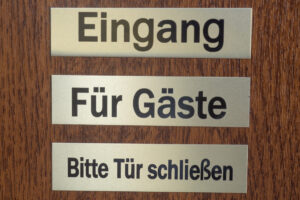 Eingang
Für Gäste
Bitte Tür schließen